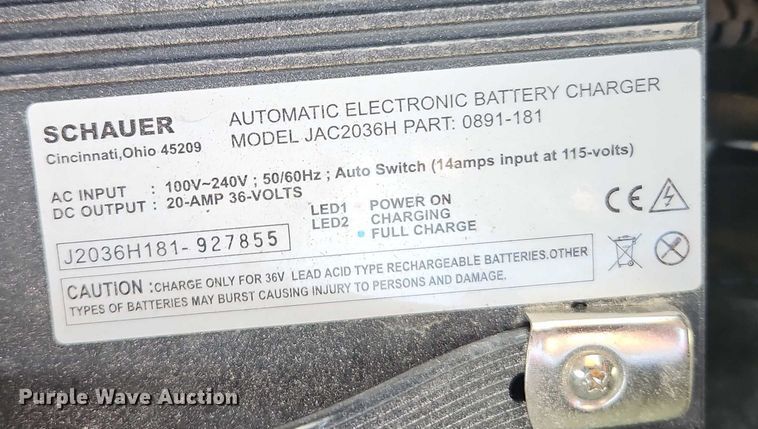 SCHAUER
Cincinnati,Ohio 45209
AUTOMATIC ELECTRONIC BATTERY CHARGER
MODEL JAC2036H PART: 0891-181
AC INPUT : 100V~240V ; 50/60Hz ; Auto Switch (14amps input at 115-volts)
DC OUTPUT : 20-AMP 36-VOLTS
LED1 POWER ON
LED2 CHARGING
FULL CHARGE
J2036H181-927855
CE
CAUTION :CHARGE ONLY FOR 36V LEAD ACID TYPE RECHARGEABLE BATTERIES.OTHER
TYPES OF BATTERIES MAY BURST CAUSING INJURY TO PERSONS AND DAMAGE.
Purple Wave Auction